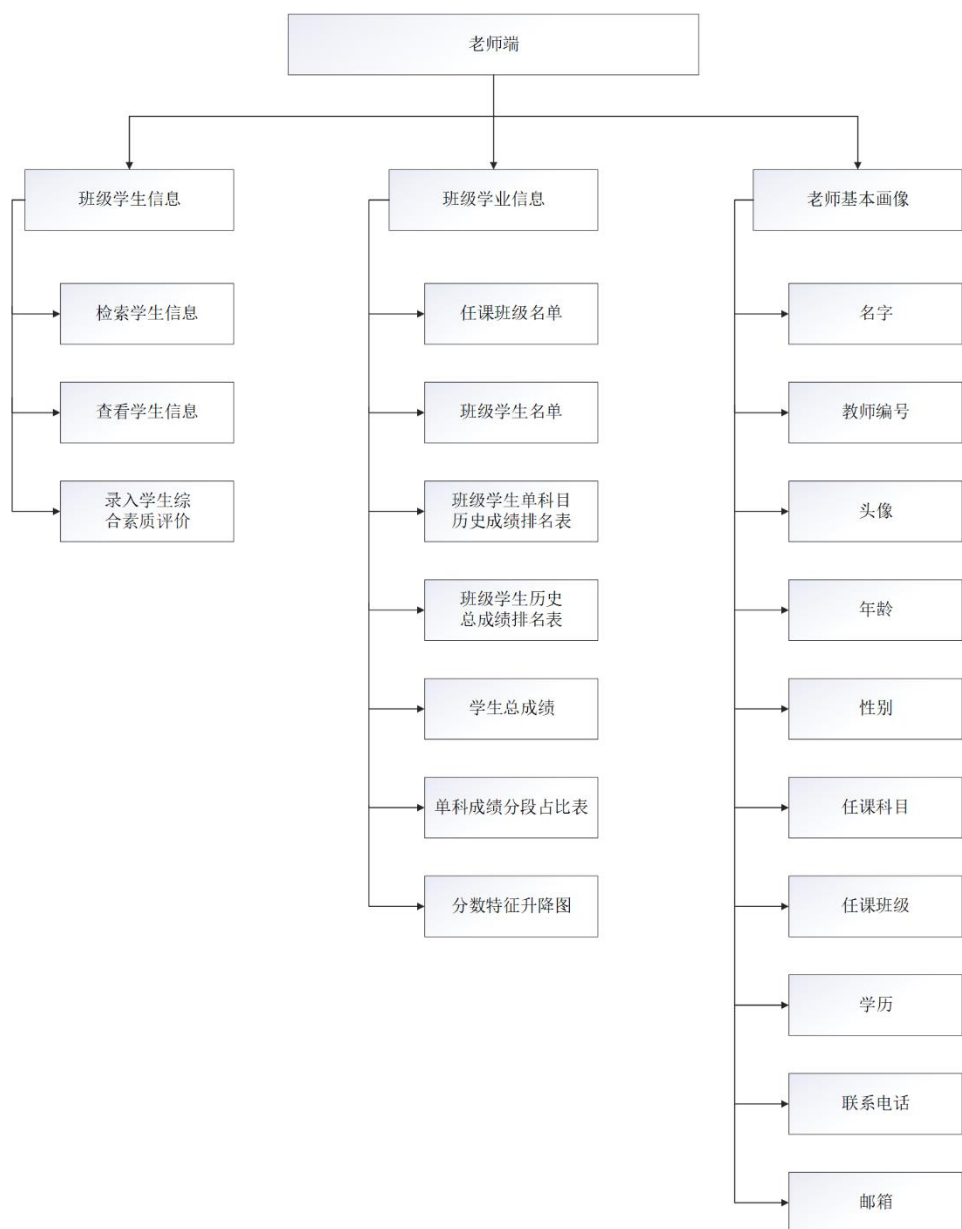 老师端
班级学生信息
检索学生信息
查看学生信息
录入学生综
合素质评价
班级学业信息
任课班级名单
班级学生名单
班级学生单科目
历史成绩排名表
班级学生历史
总成绩排名表
学生总成绩
单科成绩分段占比表
分数特征升降图
老师基本画像
名字
教师编号
头像
年龄
性别
任课科目
任课班级
学历
联系电话
邮箱